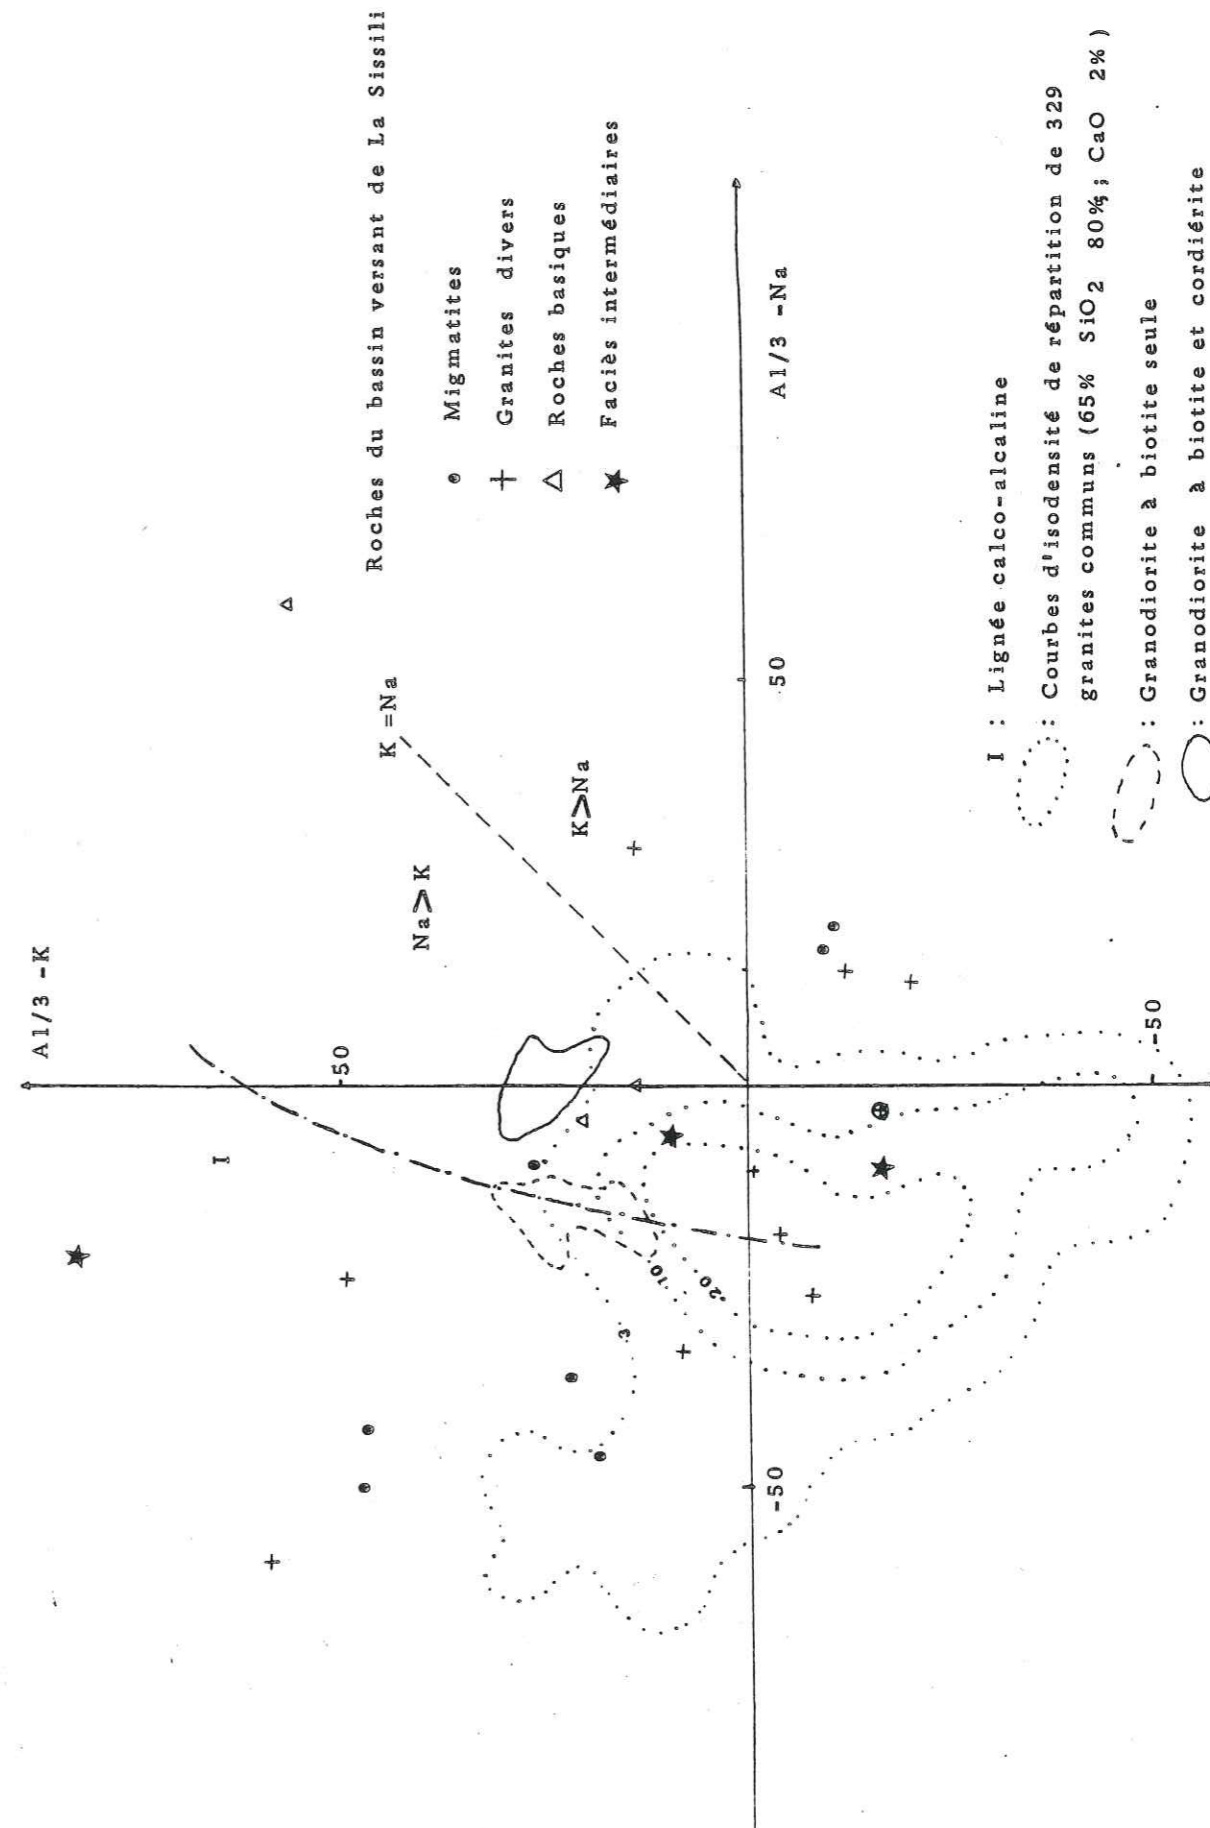 Al/3 -K
Roches du bassin versant de La Sissili
Migmatites
Granites divers
Roches basiques
Faciès intermédiaires
I
50
K =Na
Na>K
K>Na
3
10
20
-50
50
Al/3 -Na
-50
I : Lignée calco-alcaline
: Courbes d'isodensité de répartition de 329
granites communs (65% SiO2 80%; CaO 2%)
: Granodiorite à biotite seule
: Granodiorite à biotite et cordiérite